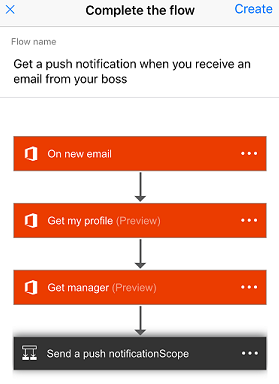 Complete the flow
Create
Flow name
Get a push notification when you receive an
email from your boss
On new email
Get my profile (Preview)
Get manager (Preview)
Send a push notificationScope